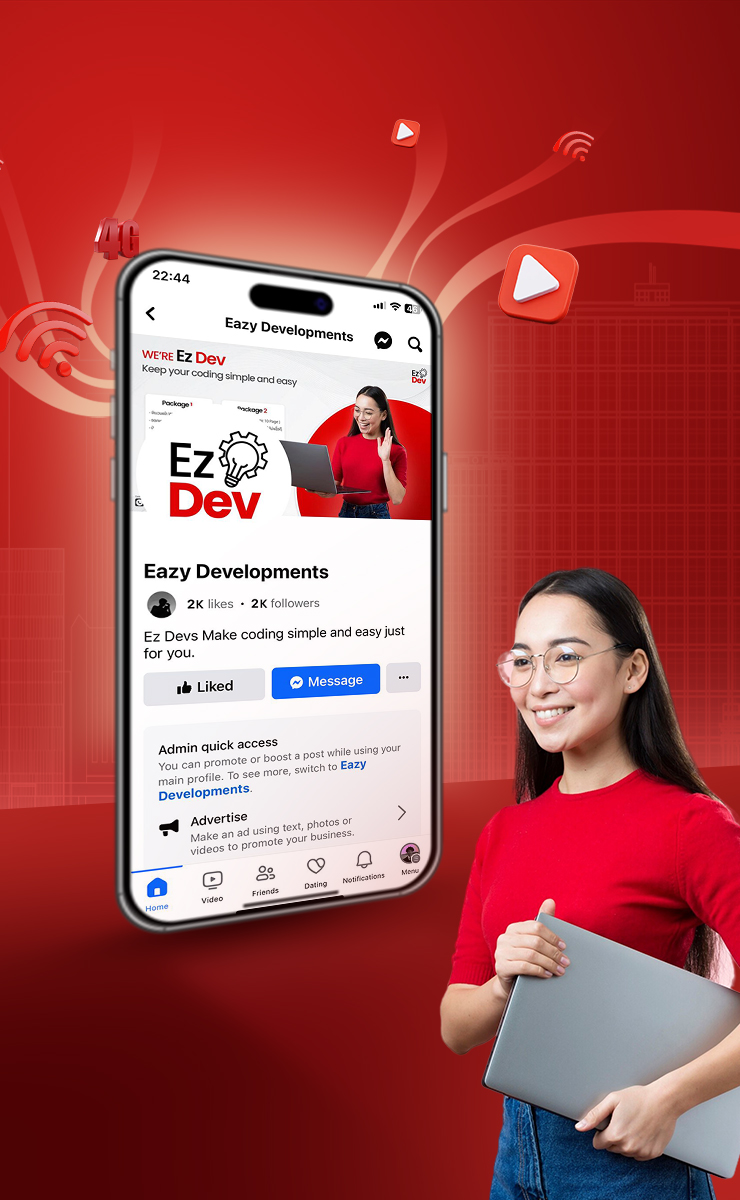 4G
22:44
4G
Eazy Developments
WE'RE Ez Dev
Keep your coding simple and easy
Ez
Dev
Package 1
Package 2
Ez
Dev
Eazy Developments
2K likes • 2K followers
Ez Devs Make coding simple and easy just
for you.
Liked
Message
Admin quick access
You can promote or boost a post while using your
main profile. To see more, switch to Eazy
Developments.
Advertise
Make an ad using text, photos or
videos to promote your business.
Home
Video
Friends
Dating
Notifications
Menu